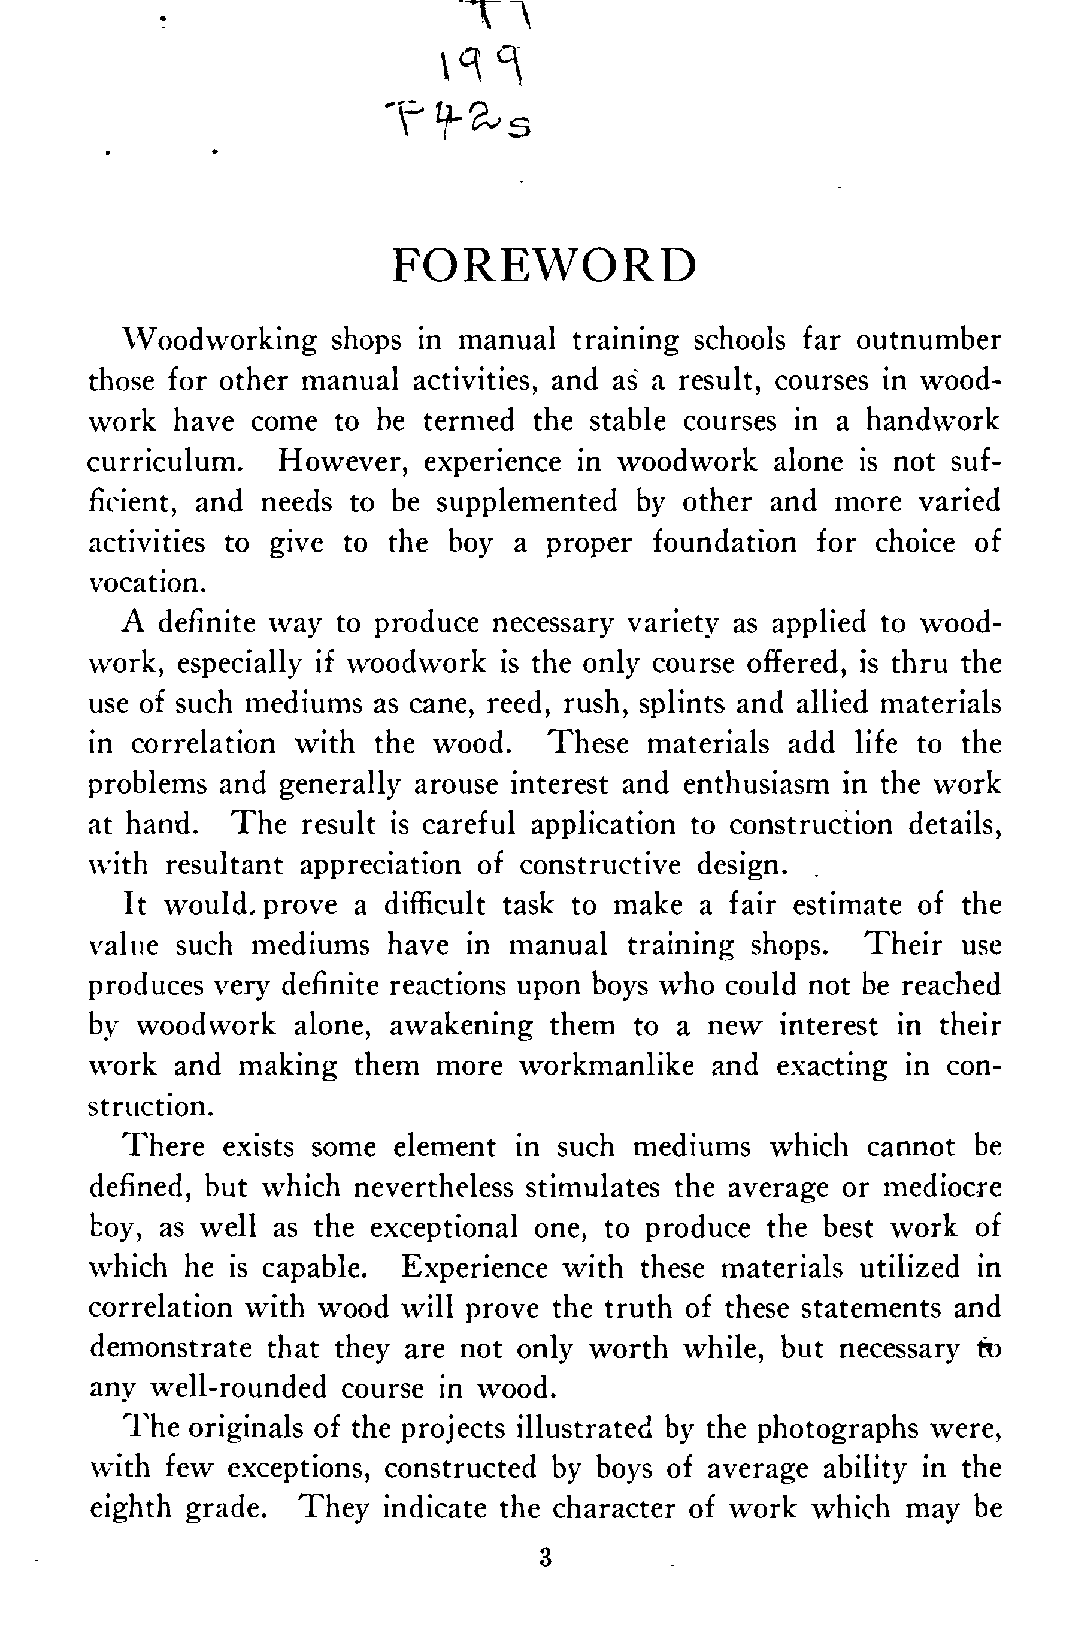 TT
199
F42s
FOREWORD
Woodworking shops in manual training schools far outnumber
those for other manual activities, and as a result, courses in wood-
work have come to be termed the stable courses in a handwork
curriculum. However, experience in woodwork alone is not suf-
ficient, and needs to be supplemented by other and more varied
activities to give to the boy a proper foundation for choice of
vocation.
A definite way to produce necessary variety as applied to wood-
work, especially if woodwork is the only course offered, is thru the
use of such mediums as cane, reed, rush, splints and allied materials
in correlation with the wood. These materials add life to the
problems and generally arouse interest and enthusiasm in the work
at hand. The result is careful application to construction details,
with resultant appreciation of constructive design.
It would prove a difficult task to make a fair estimate of the
value such mediums have in manual training shops. Their use
produces very definite reactions upon boys who could not be reached
by woodwork alone, awakening them to a new interest in their
work and making them more workmanlike and exacting in con-
struction.
There exists some element in such mediums which cannot be
defined, but which nevertheless stimulates the average or mediocre
boy, as well as the exceptional one, to produce the best work of
which he is capable. Experience with these materials utilized in
correlation with wood will prove the truth of these statements and
demonstrate that they are not only worth while, but necessary to
any well-rounded course in wood.
The originals of the projects illustrated by the photographs were,
with few exceptions, constructed by boys of average ability in the
eighth grade. They indicate the character of work which may be
3